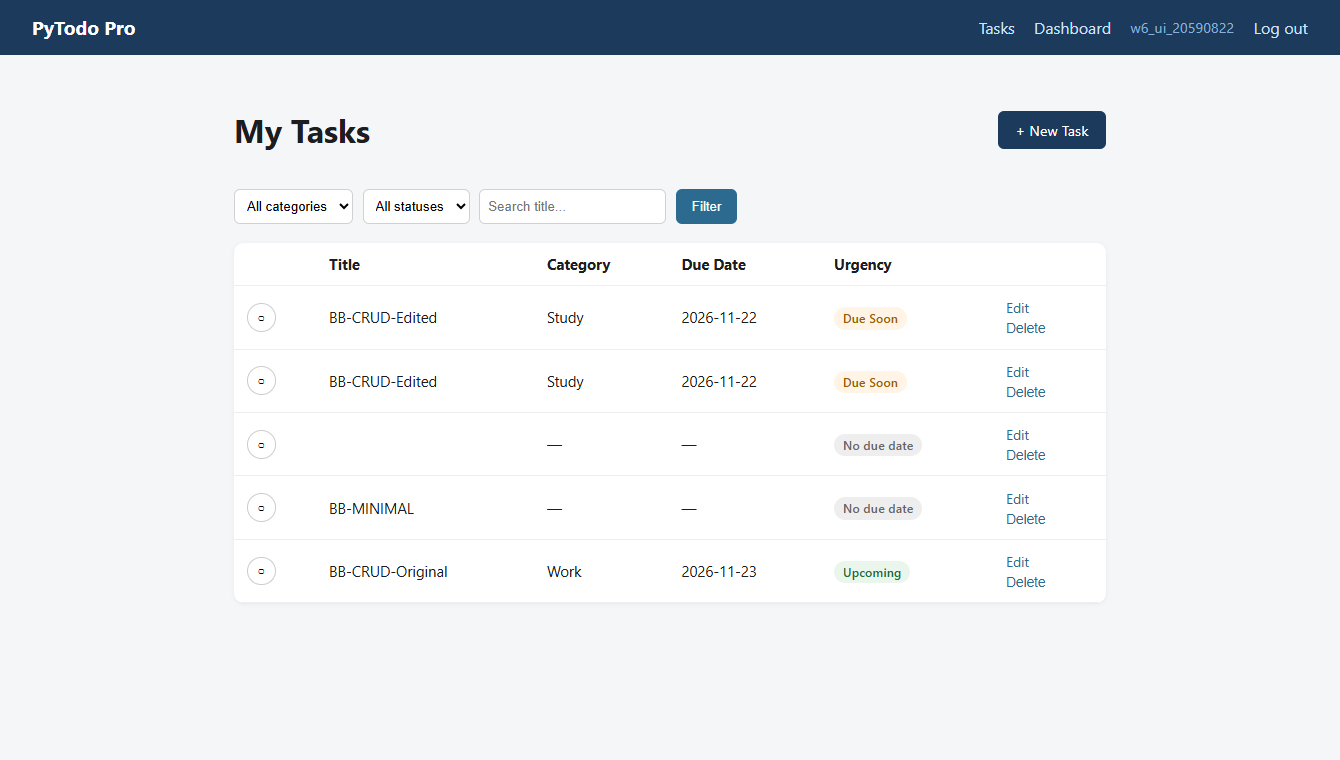 PyTodo Pro Tasks Dashboard w6_ui_20590822 Log out
My Tasks + New Task
All categories All statuses Search title... Filter
Title Category Due Date Urgency
BB-CRUD-Edited Study 2026-11-22 Due Soon Edit
Delete
BB-CRUD-Edited Study 2026-11-22 Due Soon Edit
Delete
— — No due date Edit
Delete
BB-MINIMAL — — No due date Edit
Delete
BB-CRUD-Original Work 2026-11-23 Upcoming Edit
Delete